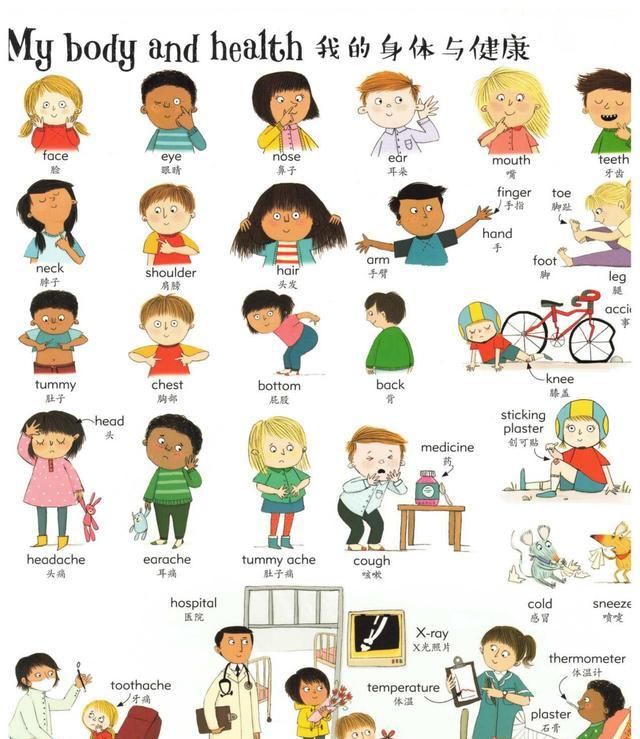 My body and health 我的身体与健康
face
脸
eye
眼睛
nose
鼻子
ear
耳朵
mouth
嘴
teeth
牙齿
neck
脖子
shoulder
肩膀
hair
头发
arm
手臂
finger
手指
hand
手
toe
脚趾
foot
脚
leg
腿
tummy
肚子
chest
胸部
bottom
屁股
back
背
acci
事
knee
膝盖
head
头
headache
头痛
earache
耳痛
tummy ache
肚子痛
cough
咳嗽
medicine
药
sticking
plaster
创可贴
cold
感冒
sneeze
喷嚏
hospital
医院
toothache
牙痛
X-ray
X光照片
temperature
体温
thermometer
体温计
plaster
石膏